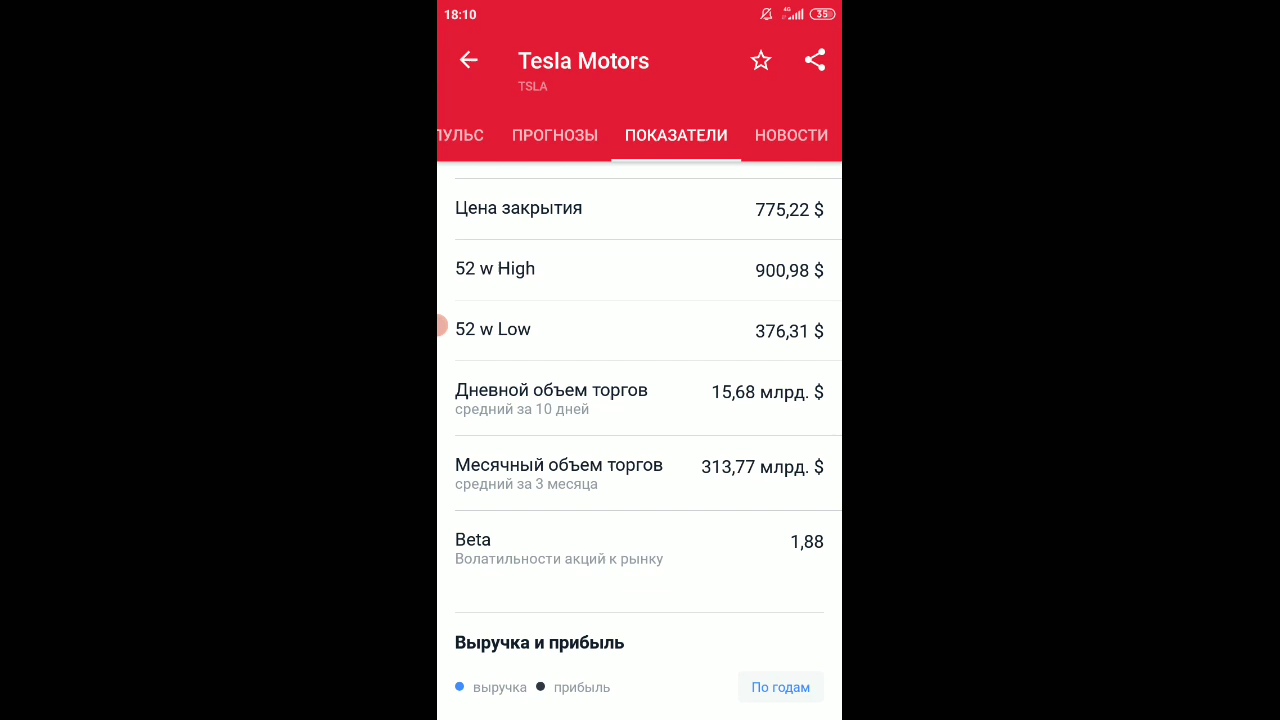 18:10
4G
35
Tesla Motors
TSLA
ПУЛЬС ПРОГНОЗЫ ПОКАЗАТЕЛИ НОВОСТИ
Цена закрытия 775,22 $
52 w High 900,98 $
52 w Low 376,31 $
Дневной объем торгов 15,68 млрд. $
средний за 10 дней
Месячный объем торгов 313,77 млрд. $
средний за 3 месяца
Beta 1,88
Волатильности акций к рынку
Выручка и прибыль
выручка прибыль По годам